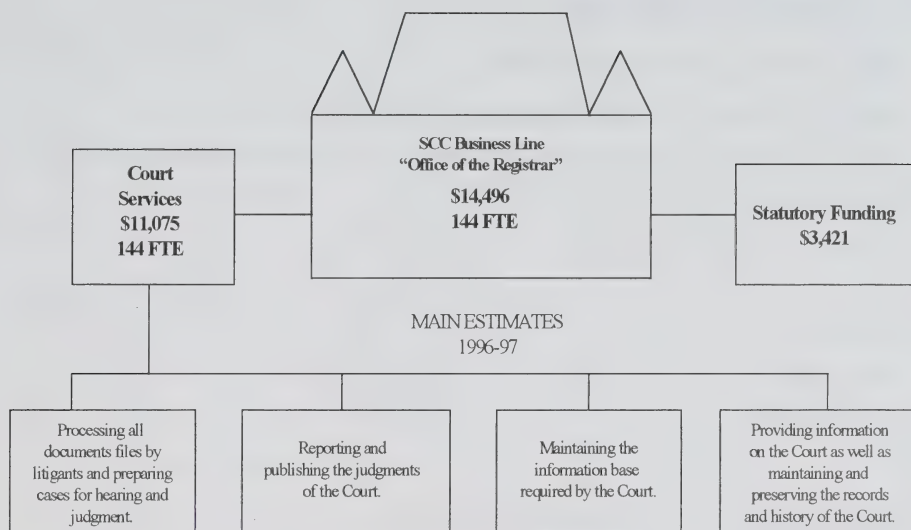 SCC Business Line
"Office of the Registrar"
$14,496
144 FTE
Court
Services
$11,075
144 FTE
Statutory Funding
$3,421
MAIN ESTIMATES
1996-97
Processing all
documents files by
litigants and preparing
cases for hearing and
judgment.
Reporting and
publishing the judgments
of the Court.
Maintaining the
information base
required by the Court.
Providing information
on the Court as well as
maintaining and
preserving the records
and history of the Court.